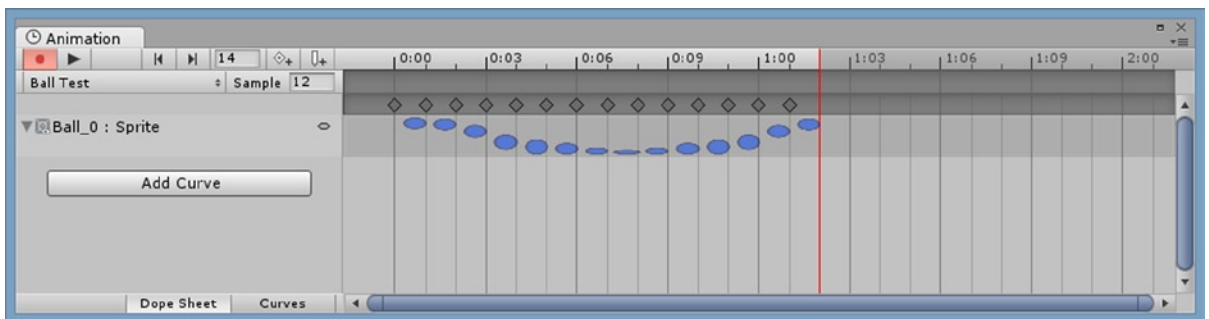 Animation
14 0:00 0:03 0:06 0:09 1:00 1:03 1:06 1:09 2:00
Ball Test Sample 12
Ball_0 : Sprite
Add Curve
Dope Sheet Curves